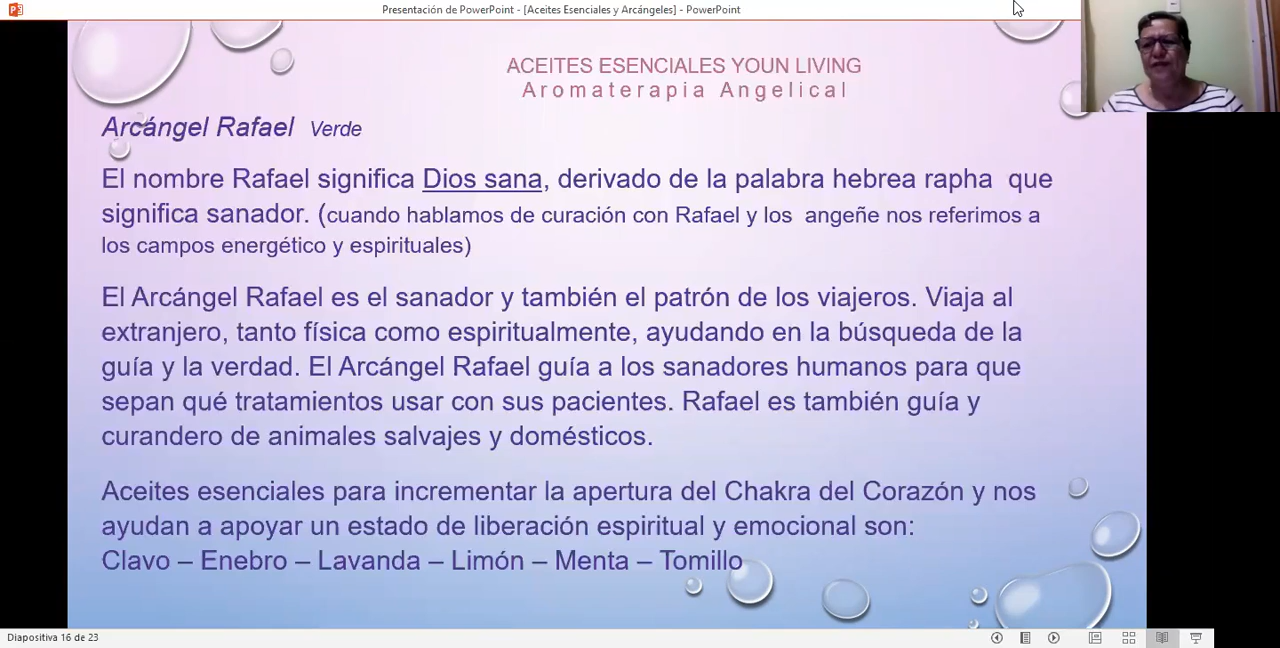 Presentación de PowerPoint - [Aceites Esenciales y Arcángeles] - PowerPoint
ACEITES ESENCIALES YOUN LIVING
Aromaterapia Angelical
Arcángel Rafael Verde
El nombre Rafael significa Dios sana, derivado de la palabra hebrea rapha que
significa sanador. (cuando hablamos de curación con Rafael y los angeñe nos referimos a
los campos energético y espirituales)
El Arcángel Rafael es el sanador y también el patrón de los viajeros. Viaja al
extranjero, tanto física como espiritualmente, ayudando en la búsqueda de la
guía y la verdad. El Arcángel Rafael guía a los sanadores humanos para que
sepan qué tratamientos usar con sus pacientes. Rafael es también guía y
curandero de animales salvajes y domésticos.
Aceites esenciales para incrementar la apertura del Chakra del Corazón y nos
ayudan a apoyar un estado de liberación espiritual y emocional son:
Clavo – Enebro – Lavanda – Limón – Menta – Tomillo
Diapositiva 16 de 23